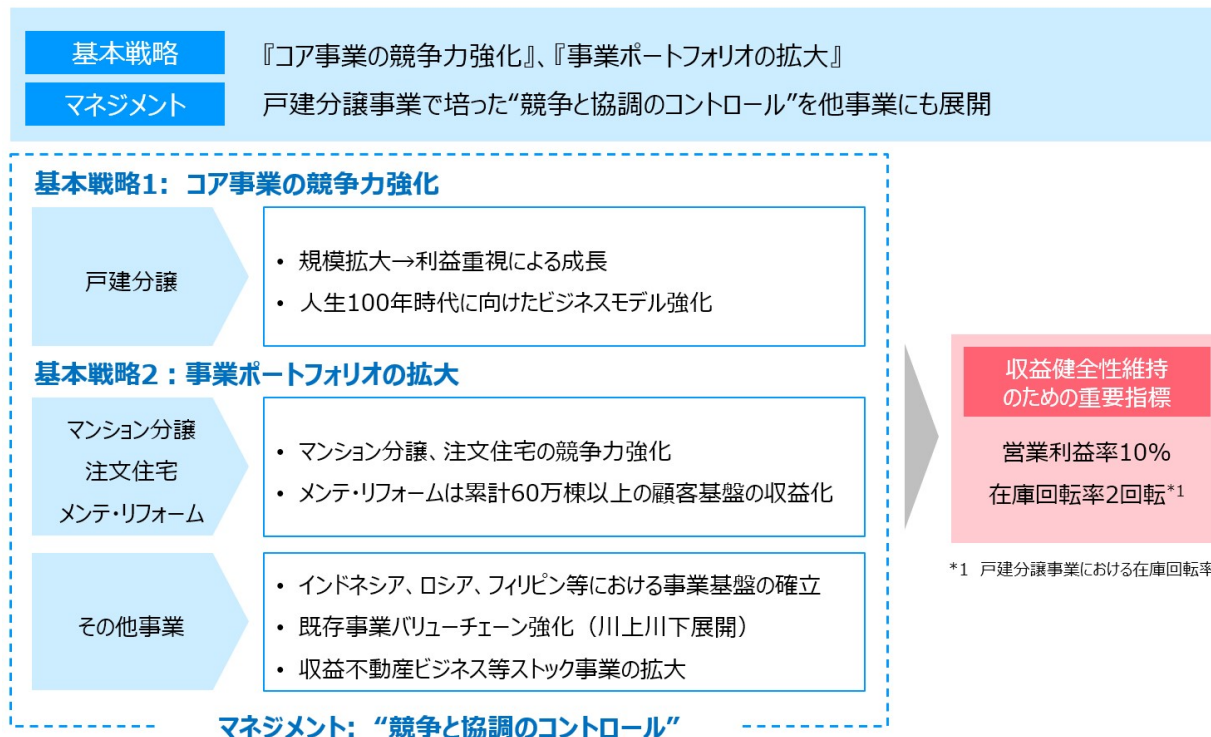 基本戦略
『コア事業の競争力強化』、『事業ポートフォリオの拡大』
マネジメント
戸建分譲事業で培った“競争と協調のコントロール”を他事業にも展開
基本戦略1: コア事業の競争力強化
戸建分譲
• 規模拡大→利益重視による成長
• 人生100年時代に向けたビジネスモデル強化
基本戦略2：事業ポートフォリオの拡大
マンション分譲
注文住宅
メンテ・リフォーム
• マンション分譲、注文住宅の競争力強化
• メンテ・リフォームは累計60万棟以上の顧客基盤の収益化
その他事業
• インドネシア、ロシア、フィリピン等における事業基盤の確立
• 既存事業バリューチェーン強化（川上川下展開）
• 収益不動産ビジネス等ストック事業の拡大
マネジメント: “競争と協調のコントロール”
収益健全性維持
のための重要指標
営業利益率10%
在庫回転率2回転*1
*1 戸建分譲事業における在庫回転率